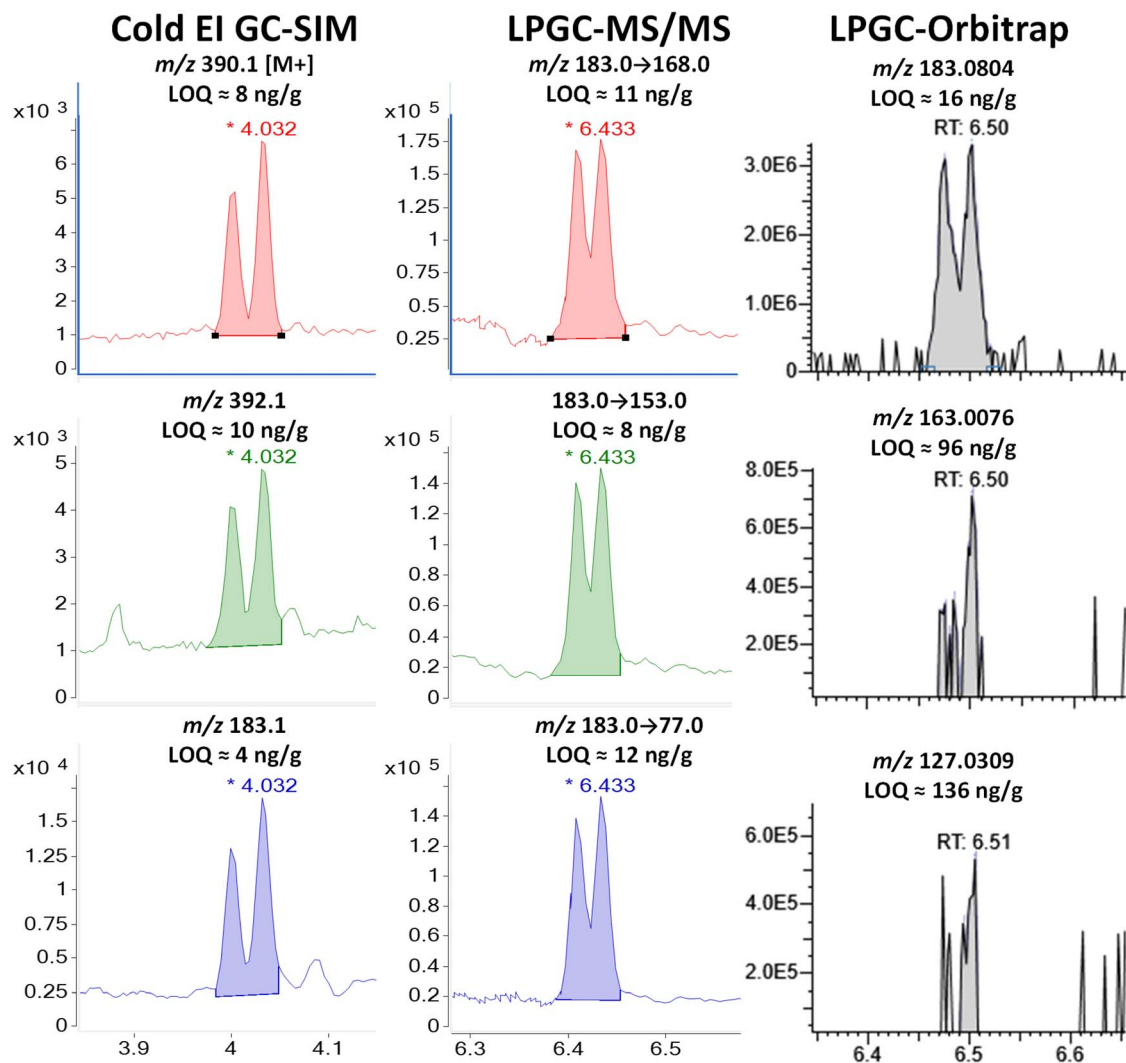 Cold EI GC-SIM
m/z 390.1 [M+]
LOQ ≈ 8 ng/g
x10 3
* 4.032
6
5
4
3
2
1
0
m/z 392.1
LOQ ≈ 10 ng/g
x10 3
* 4.032
5
4
3
2
1
0
m/z 183.1
LOQ ≈ 4 ng/g
x10 4
* 4.032
1.5
1.25
1
0.75
0.5
0.25
0
3.9 4 4.1
LPGC-MS/MS
m/z 183.0→168.0
LOQ ≈ 11 ng/g
x10 5
* 6.433
1.75
1.5
1.25
1
0.75
0.5
0.25
183.0→153.0
LOQ ≈ 8 ng/g
x10 5
* 6.433
1.4
1.2
1
0.8
0.6
0.4
0.2
0
m/z 183.0→77.0
LOQ ≈ 12 ng/g
x10 5
* 6.433
1.4
1.2
1
0.8
0.6
0.4
0.2
0
6.3 6.4 6.5
LPGC-Orbitrap
m/z 183.0804
LOQ ≈ 16 ng/g
RT: 6.50
3.0E6
2.0E6
1.0E6
0
m/z 163.0076
LOQ ≈ 96 ng/g
RT: 6.50
8.0E5
6.0E5
4.0E5
2.0E5
m/z 127.0309
LOQ ≈ 136 ng/g
RT: 6.51
6.0E5
4.0E5
2.0E5
6.4 6.5 6.6